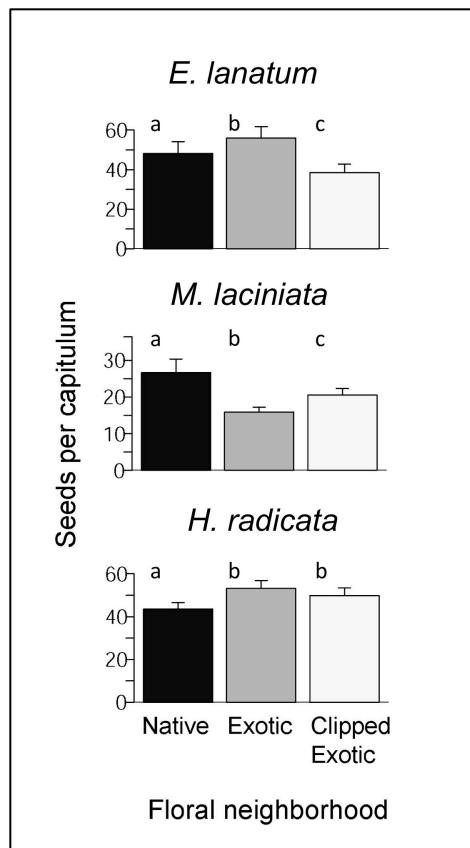 E. lanatum
a b c
60
40
20
0
M. laciniata
a b c
30
20
10
0
Seeds per capitulum
H. radicata
a b b
60
40
20
0
Native Exotic Clipped
Exotic
Floral neighborhood